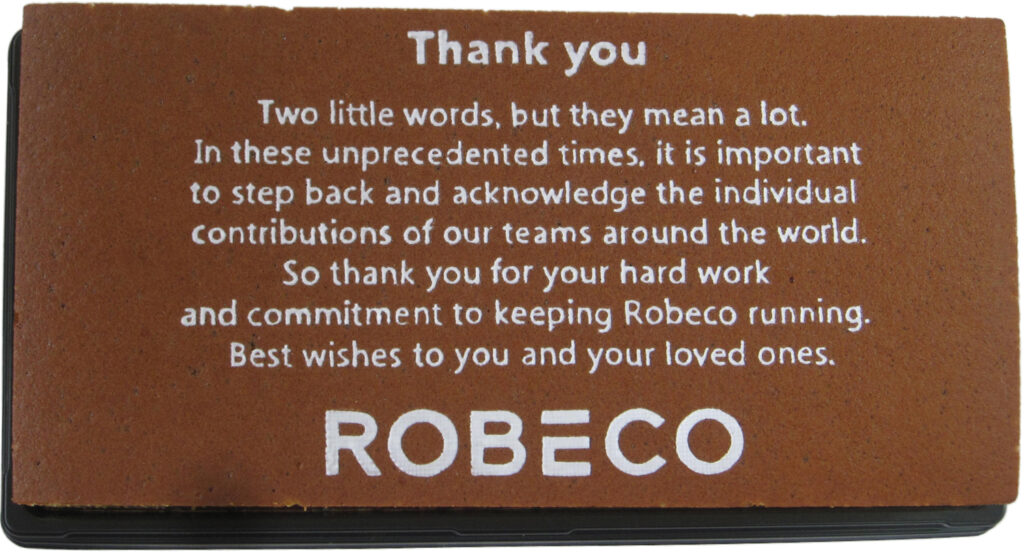 Thank you
Two little words, but they mean a lot.
In these unprecedented times, it is important
to step back and acknowledge the individual
contributions of our teams around the world.
So thank you for your hard work
and commitment to keeping Robeco running.
Best wishes to you and your loved ones.
ROBECO